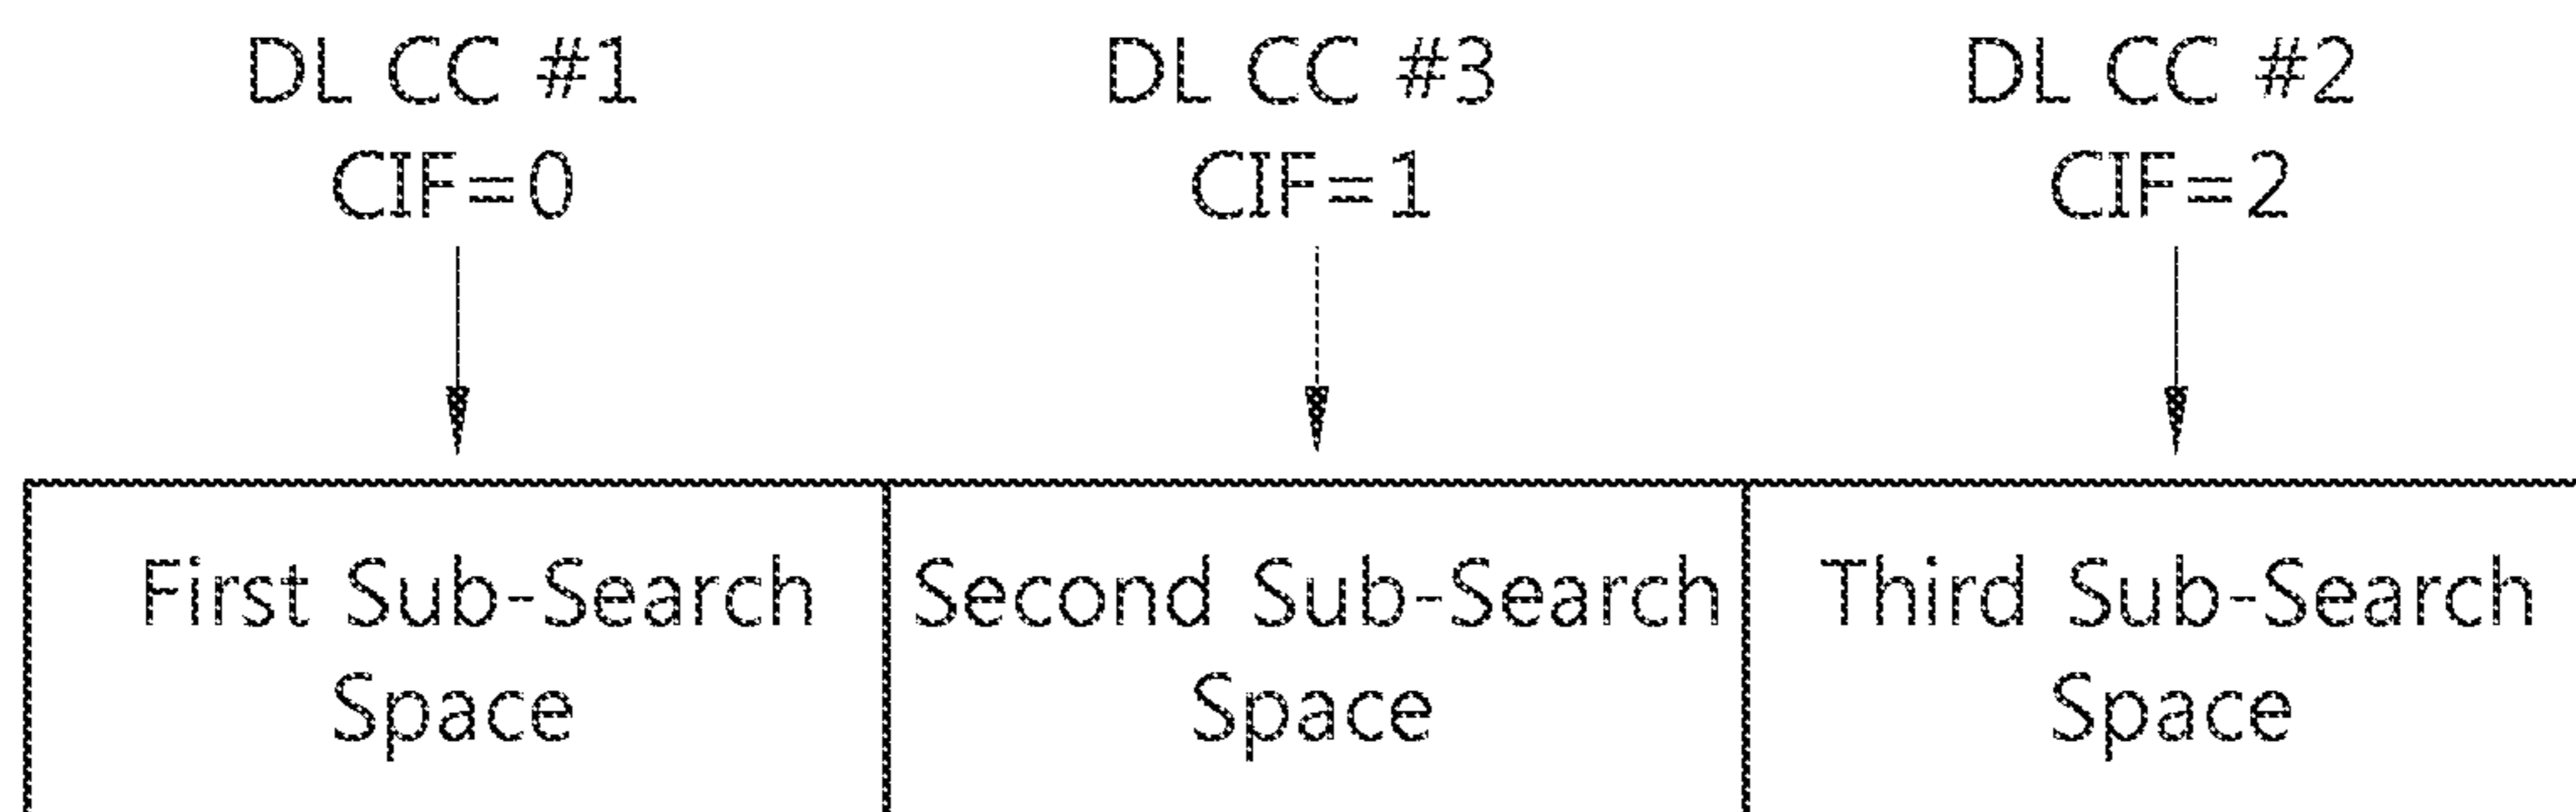 DL CC #1
CIF=0
DL CC #3
CIF=1
DL CC #2
CIF=2
First Sub-Search
Space
Second Sub-Search
Space
Third Sub-Search
Space